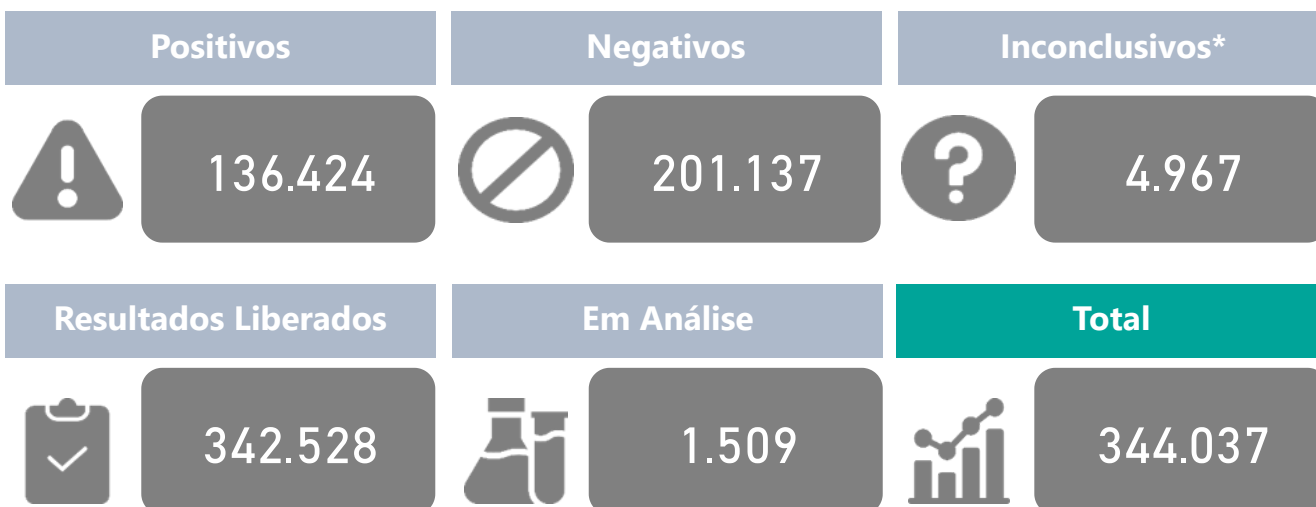 Positivos
Negativos
Inconclusivos*
136.424
201.137
4.967
Resultados Liberados
Em Análise
Total
342.528
1.509
344.037